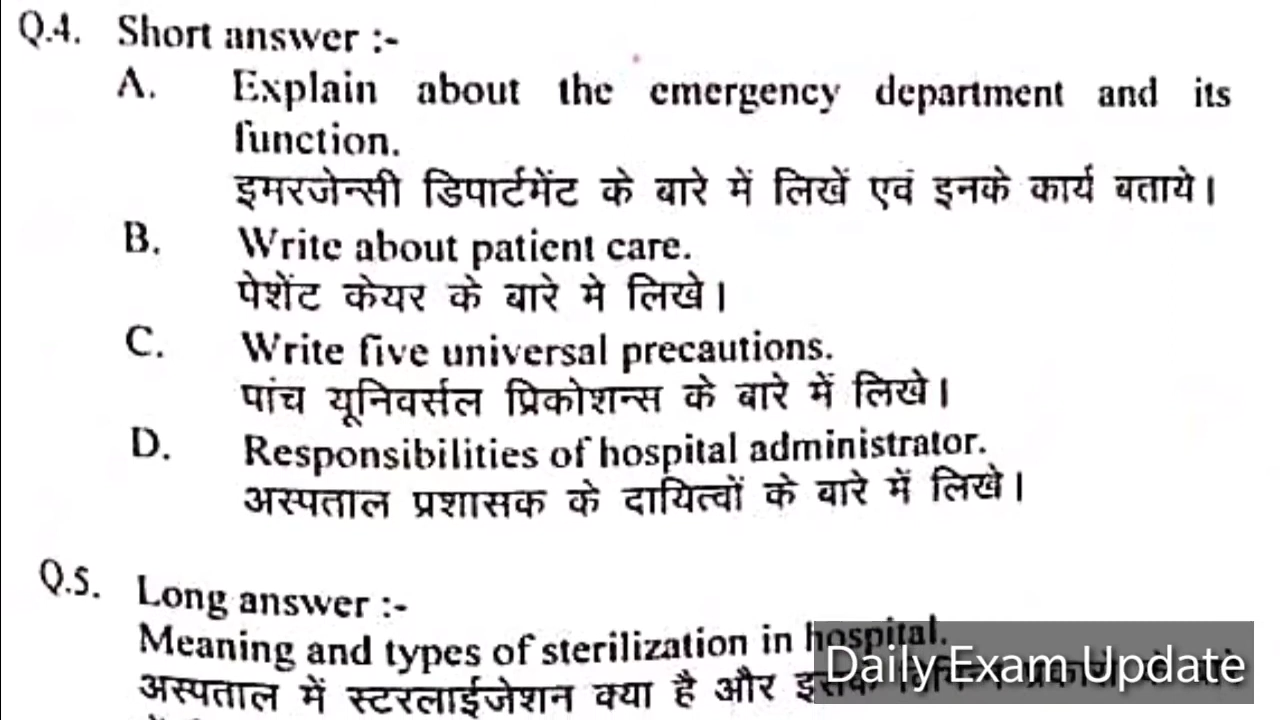 Q.4. Short answer :-
A. Explain about the emergency department and its
function.
इमरजेन्सी डिपार्टमेंट के बारे में लिखें एवं इनके कार्य बताये।
B. Write about patient care.
पेशेंट केयर के बारे मे लिखे।
C. Write five universal precautions.
पांच यूनिवर्सल प्रिकोशन्स के बारे में लिखे।
D. Responsibilities of hospital administrator.
अस्पताल प्रशासक के दायित्वों के बारे में लिखे।
Q.5. Long answer :-
Meaning and types of sterilization in hospital.
अस्पताल में स्टरलाईजेशन क्या है और
Daily Exam Update